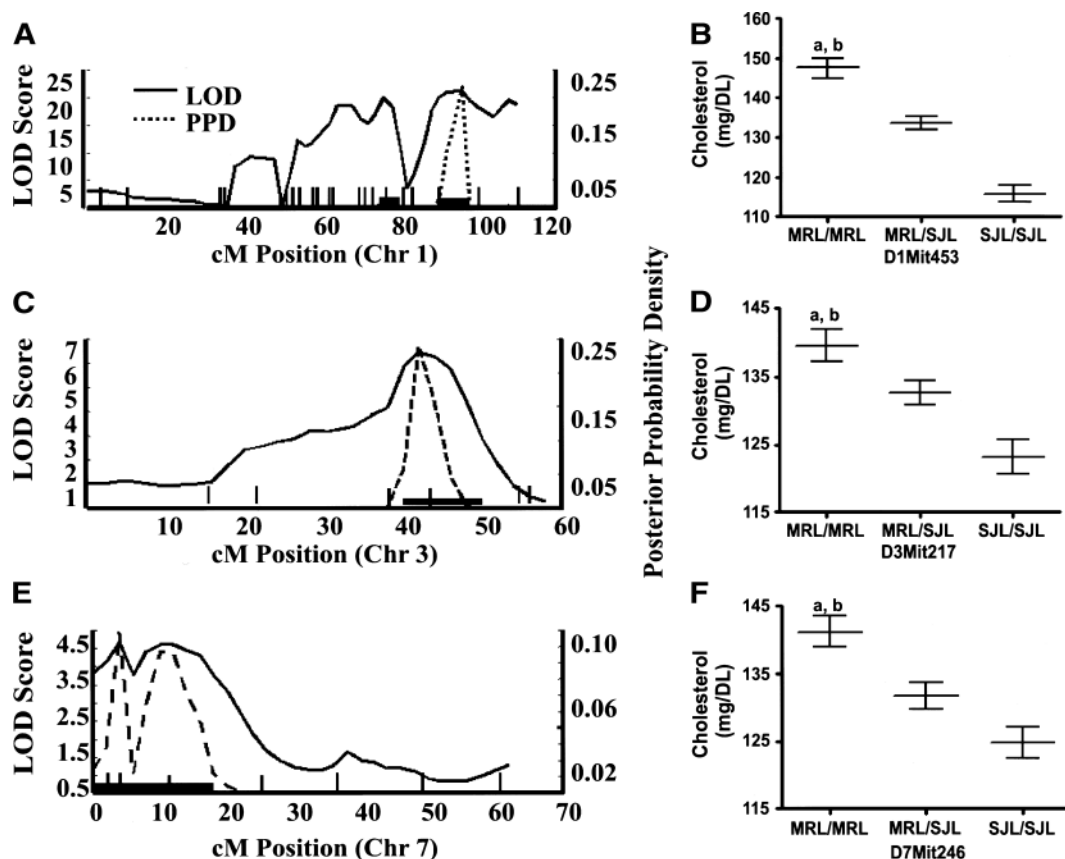 A
LOD Score
25
20
15
10
5
LOD
PPD
0.25
0.15
0.05
20 40 60 80 100 120
cM Position (Chr 1)
B
Cholesterol
(mg/DL)
160
150
140
130
120
110
a, b
MRL/MRL MRL/SJL SJL/SJL
D1Mit453
C
LOD Score
7
6
5
4
3
2
1
0.25
0.15
0.05
10 20 30 40 50 60
cM Position (Chr 3)
Posterior Probability Density
D
Cholesterol
(mg/DL)
145
135
125
115
a, b
MRL/MRL MRL/SJL SJL/SJL
D3Mit217
E
LOD Score
4.5
3.5
2.5
1.5
0.5
0.10
0.06
0.02
0 10 20 30 40 50 60 70
cM Position (Chr 7)
F
Cholesterol
(mg/DL)
145
135
125
115
a, b
MRL/MRL MRL/SJL SJL/SJL
D7Mit246